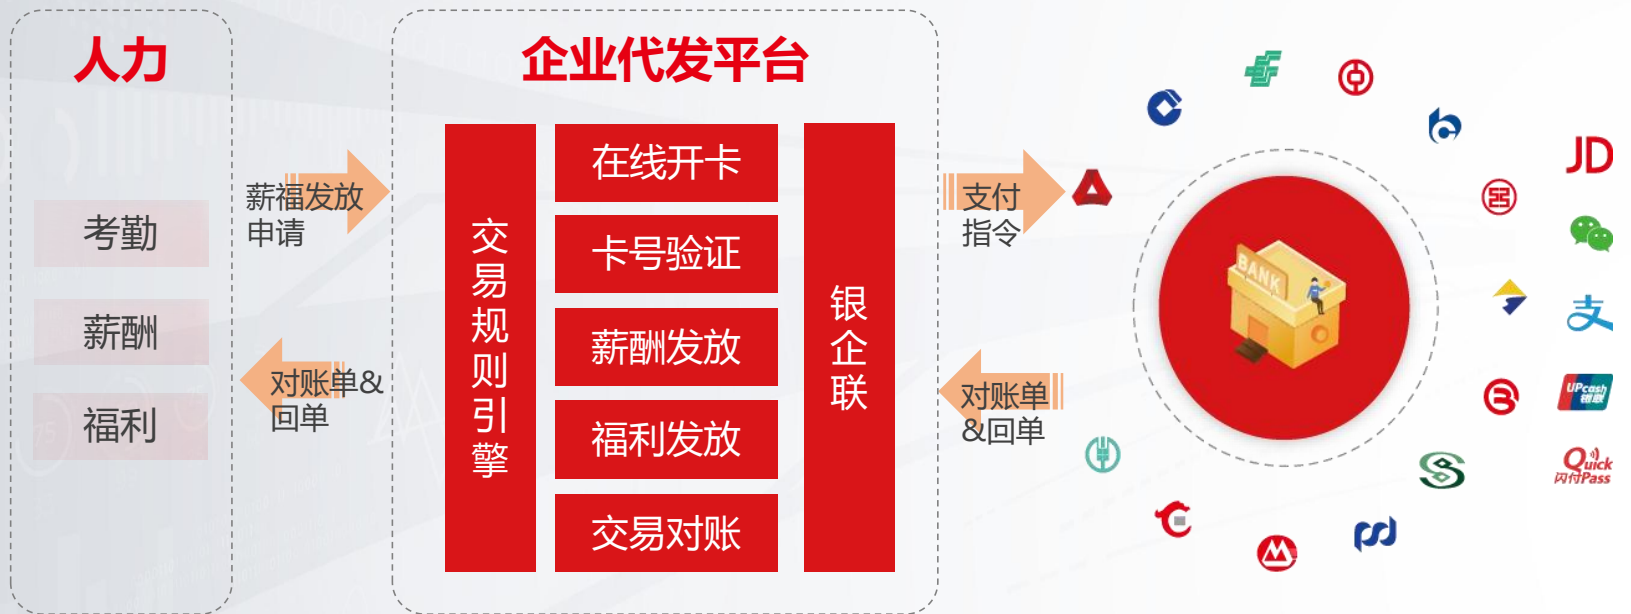 人力
考勤
薪酬
福利
薪福发放
申请
对账单&
回单
企业代发平台
交易规则引擎
在线开卡
卡号验证
薪酬发放
福利发放
交易对账
银企联
支付
指令
对账单
&回单
BANK
JD
支
UPcash
银惠
Quick
闪付Pass